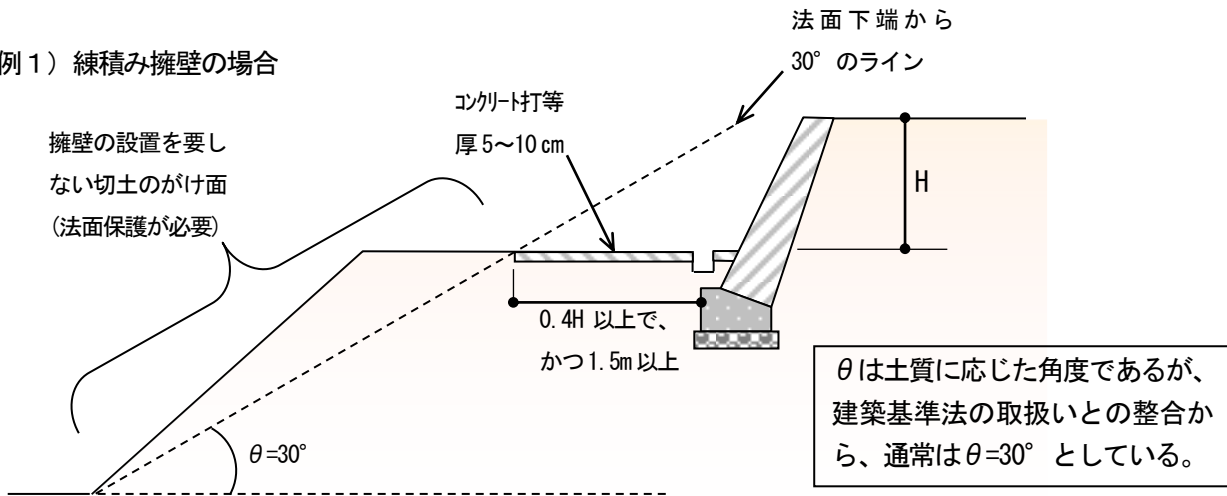 例１）練積み擁壁の場合
法面下端から
30°のライン
ｺﾝｸﾘｰﾄ打等
厚5～10㎝
擁壁の設置を要し
ない切土のがけ面
(法面保護が必要)
H
0.4H 以上で、
かつ1.5m以上
θ=30°
θは土質に応じた角度であるが、
建築基準法の取扱いとの整合か
ら、通常はθ=30°としている。